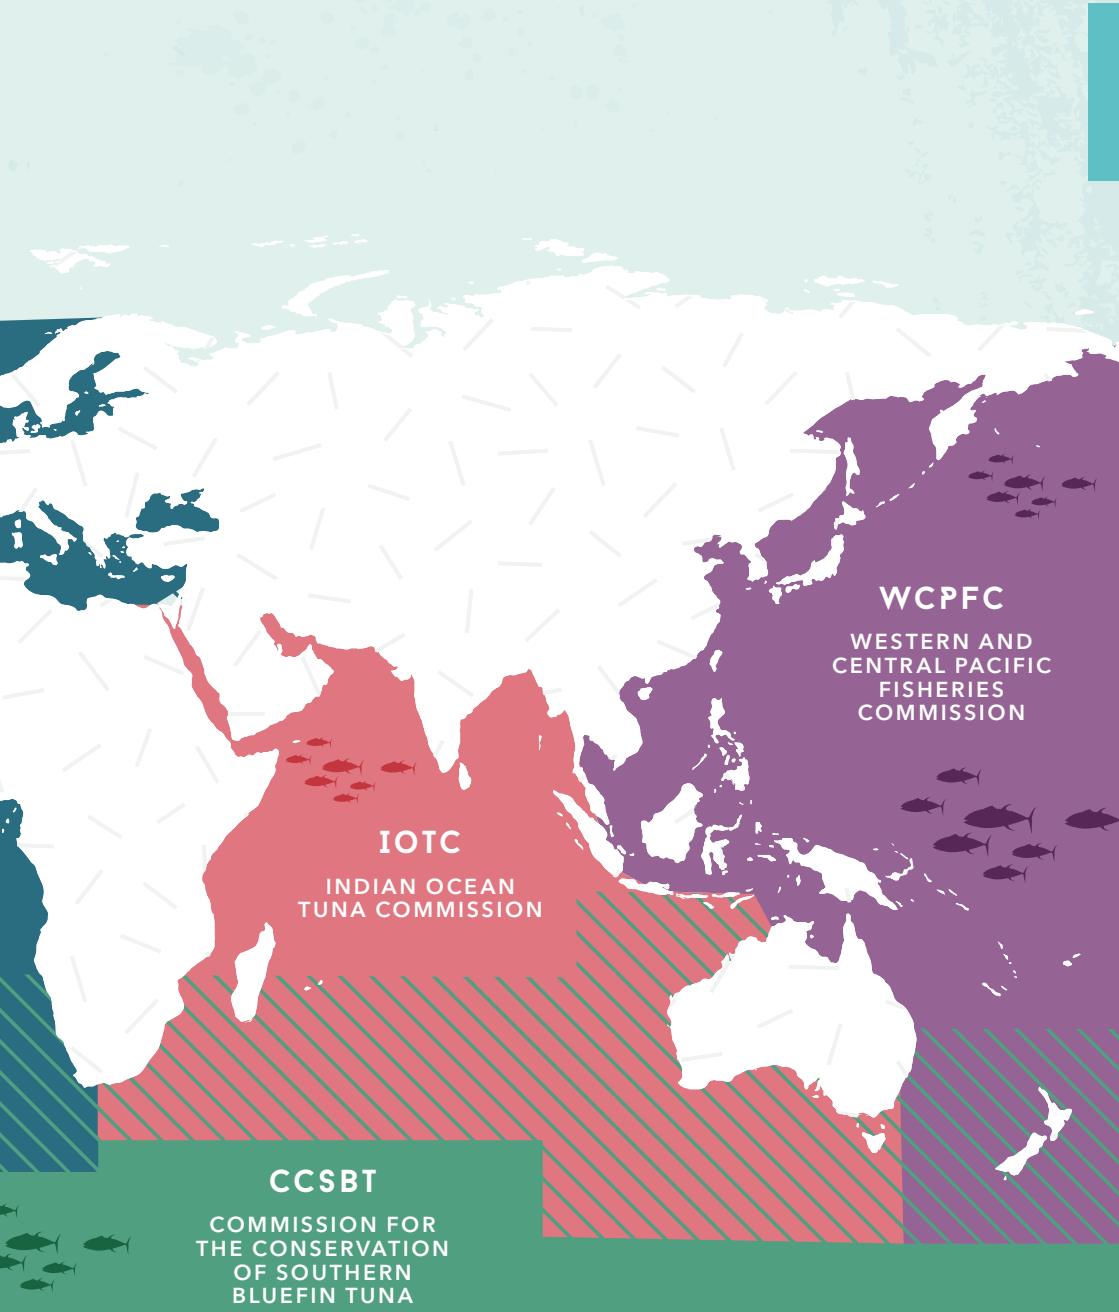 WCPFC
WESTERN AND
CENTRAL PACIFIC
FISHERIES
COMMISSION
IOTC
INDIAN OCEAN
TUNA COMMISSION
CCSBT
COMMISSION FOR
THE CONSERVATION
OF SOUTHERN
BLUEFIN TUNA